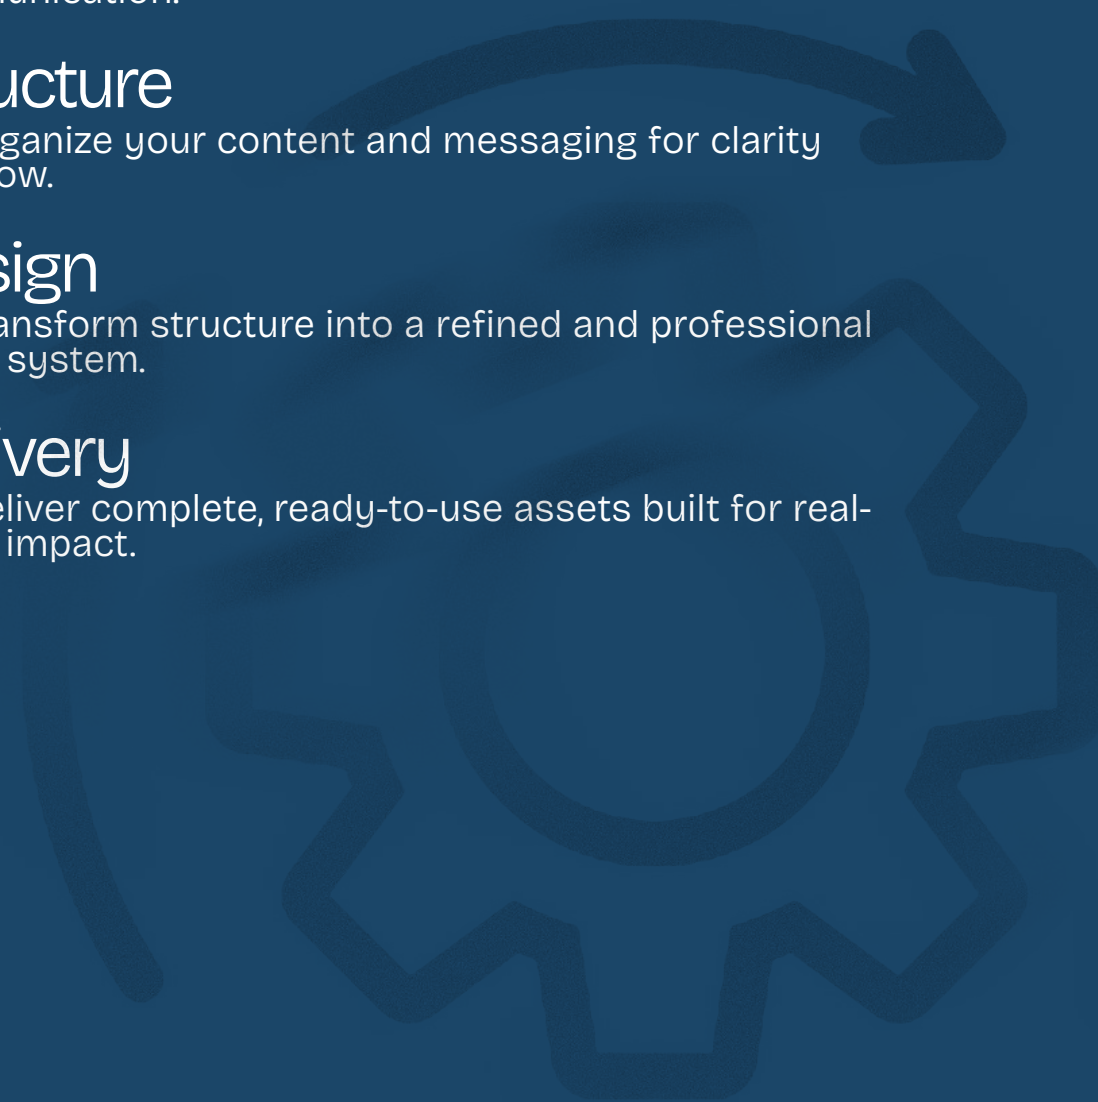 ucture
ganize your content and messaging for clarity
ow.
sign
ansform structure into a refined and professional
system.
ivery
eliver complete, ready-to-use assets built for real-
impact.